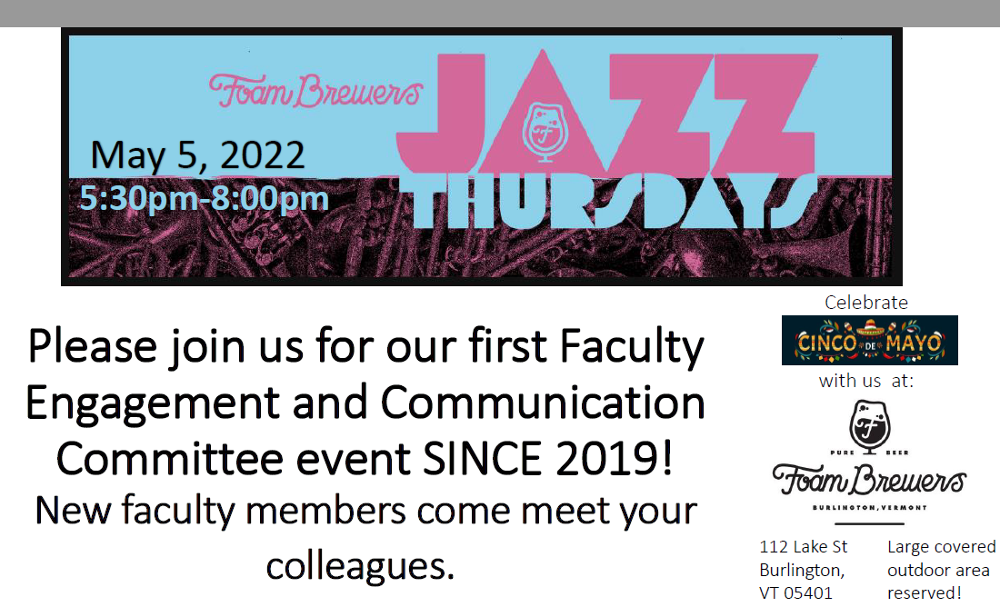 Foam Brewers
JAZZ
F
May 5, 2022
THURSDAYS
5:30pm-8:00pm
Please join us for our first Faculty
Engagement and Communication
Committee event SINCE 2019!
New faculty members come meet your
colleagues.
Celebrate
CINCO DE MAYO
with us at:
F
PURE BEER
Foam Brewers
BURLINGTON, VERMONT
112 Lake St
Burlington,
VT 05401
Large covered
outdoor area
reserved!